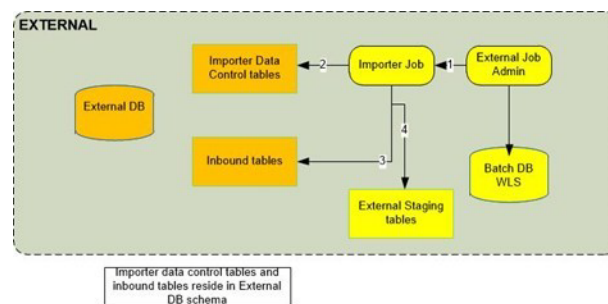 EXTERNAL
Importer Data
Control tables
2
Importer Job
1
External Job
Admin
External DB
4
Inbound tables
3
Batch DB
WLS
External Staging
tables
Importer data control tables and
inbound tables reside in External
DB schema